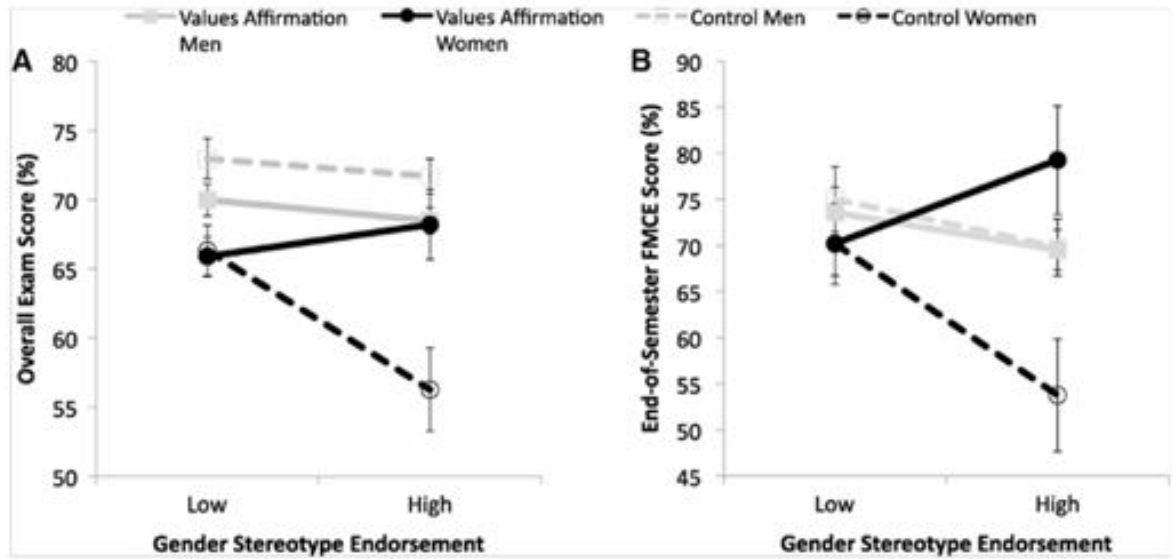 Values Affirmation Men
Values Affirmation Women
Control Men
Control Women
A
80
75
70
65
60
55
50
Overall Exam Score (%)
Low
High
Gender Stereotype Endorsement
B
90
85
80
75
70
65
60
55
50
45
End-of-Semester FMCE Score (%)
Low
High
Gender Stereotype Endorsement